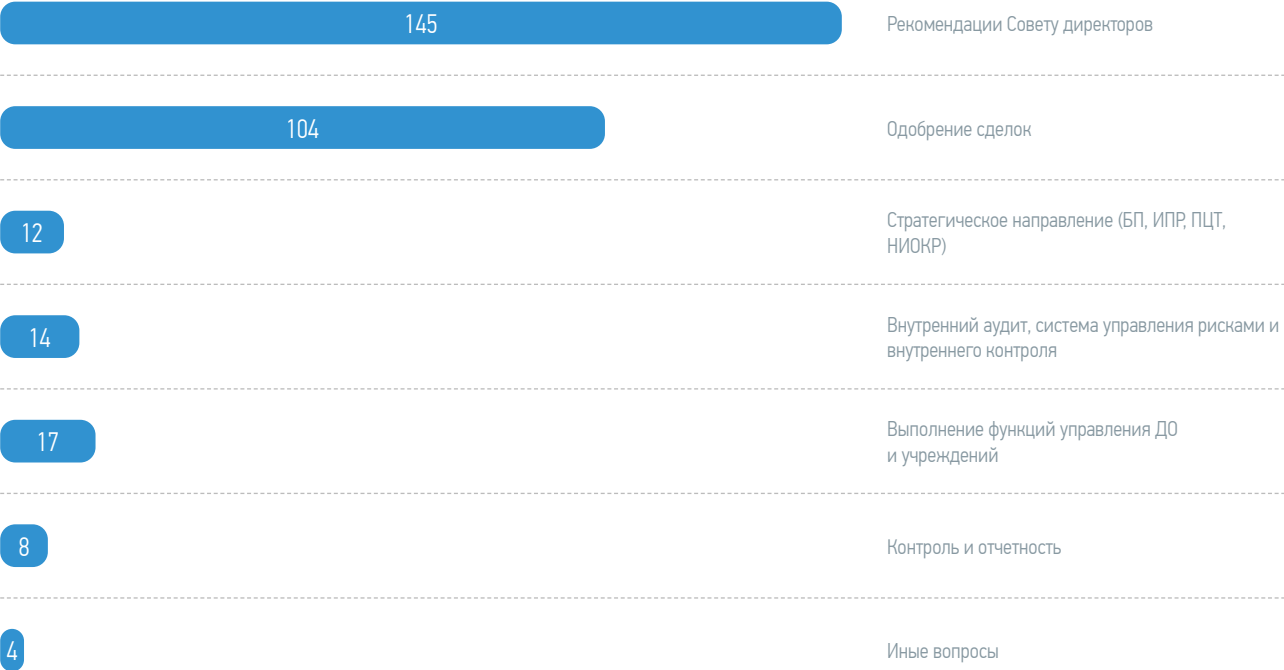 145
Рекомендации Совету директоров
104
Одобрение сделок
12
Стратегическое направление (БП, ИПР, ПЦТ,
НИОКР)
14
Внутренний аудит, система управления рисками и
внутреннего контроля
17
Выполнение функций управления ДО
и учреждений
8
Контроль и отчетность
4
Иные вопросы